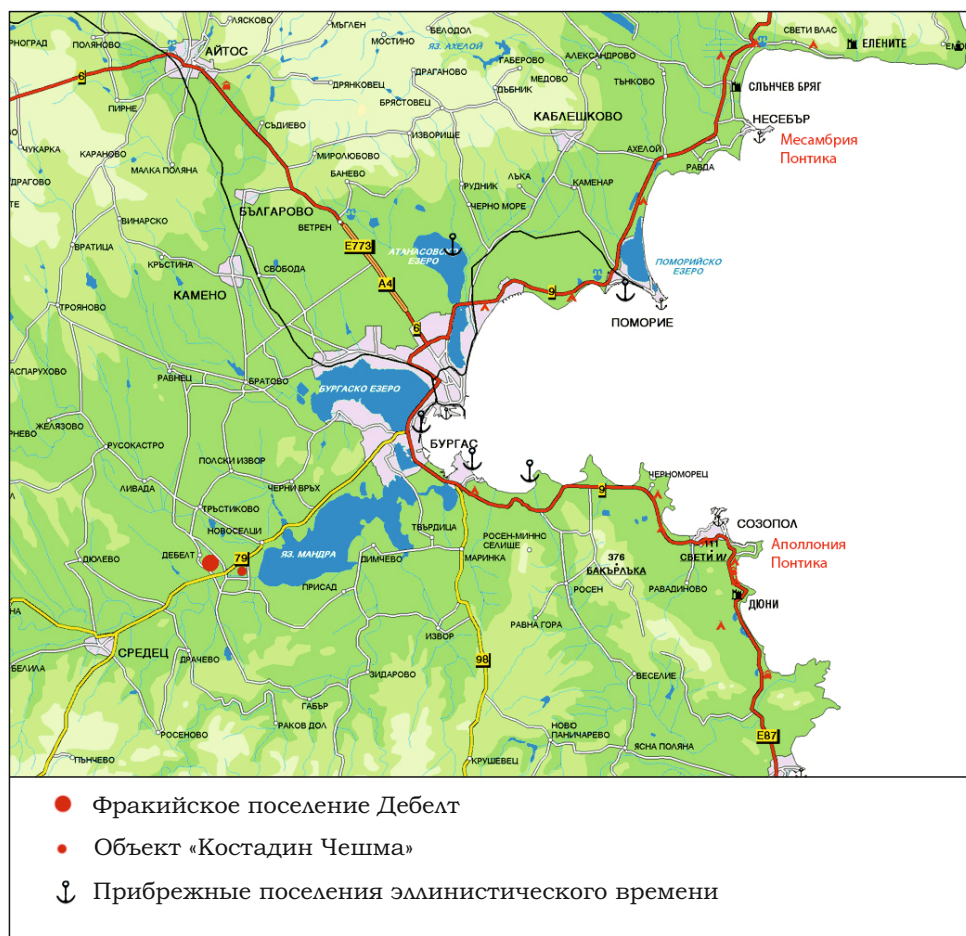 ЛЯСКОВО
МЪГЛЕН
БЕЛОДОЛ
СВЕТИ ВЛАС
ПОЛЯНОВО
АЙТОС
МОСТИНО
ЯЗ. АХЕЛОЙ
ГАБЕРОВО
АЛЕКСАНДРОВО
ЕЛЕНИТЕ
6
ДРЯНКОВЕЦ
ДРАГАНОВО
МЕДОВО
ТЪНКОВО
ДЪБНИК
СЛЪНЧЕВ БРЯГ
ПИРНЕ
БРЯСТОВЕЦ
КАБЛЕШКОВО
НЕСЕБЪР
СЪДИЕВО
ИЗВОРИЩЕ
Месамбрия
Понтика
ЧУКАРКА
КАРАНОВО
МИРОЛЮБОВО
АХЕЛОЙ
МАЛКА ПОЛЯНА
БАНЕВО
РАВДА
ДРАГОВО
РУДНИК
ЛЪКА
КАМЕНАР
БЪЛГАРОВО
ЧЕРНО МОРЕ
ВИНАРСКО
ВЕТРЕН
ВРАТИЦА
E773
АТАНАСОВСКО
ЕЗЕРО
КРЪСТИНА
СВОБОДА
ПОМОРИЙСКО
ЕЗЕРО
A4
КАМЕНО
9
ТРОЯНОВО
ПОМОРИЕ
6
АСПАРУХОВО
РАВНЕЦ
БРАТОВО
БУРГАСКО ЕЗЕРО
ЖЕЛЯЗОВО
РУСОКАСТРО
БУРГАС
ПОЛСКИ ИЗВОР
ЧЕРНОМОРЕЦ
ЛИВАДА
ЧЕРНИ ВРЪХ
9
ТРЪСТИКОВО
СОЗОПОЛ
НОВОСЕЛЦИ
ТВЪРДИЦА
РОСЕН-МИННО
СЕЛИЩЕ
Аполлония
Понтика
ДЮЛЕВО
ДЕБЕЛТ
79
ЯЗ. МАНДРА
ДИМЧЕВО
МАРИНКА
376
БАКЪРЛЪКА
СВЕТИ И/
ПРИСАД
РОСЕН
РАВАДИНОВО
ДЮНИ
РАВНА ГОРА
ИЗВОР
СРЕДЕЦ
ДРАЧЕВО
98
БЕЛИЛА
ЗИДАРОВО
ВЕСЕЛИЕ
ГАБЪР
РАКОВ ДОЛ
НОВО
ПАНИЧАРЕВО
РОСЕНОВО
E87
ЯСНА ПОЛЯНА
ПЪНЧЕВО
КРУШЕВЕЦ
Фракийское поселение Дебелт
Объект «Костадин Чешма»
Прибрежные поселения эллинистического времени